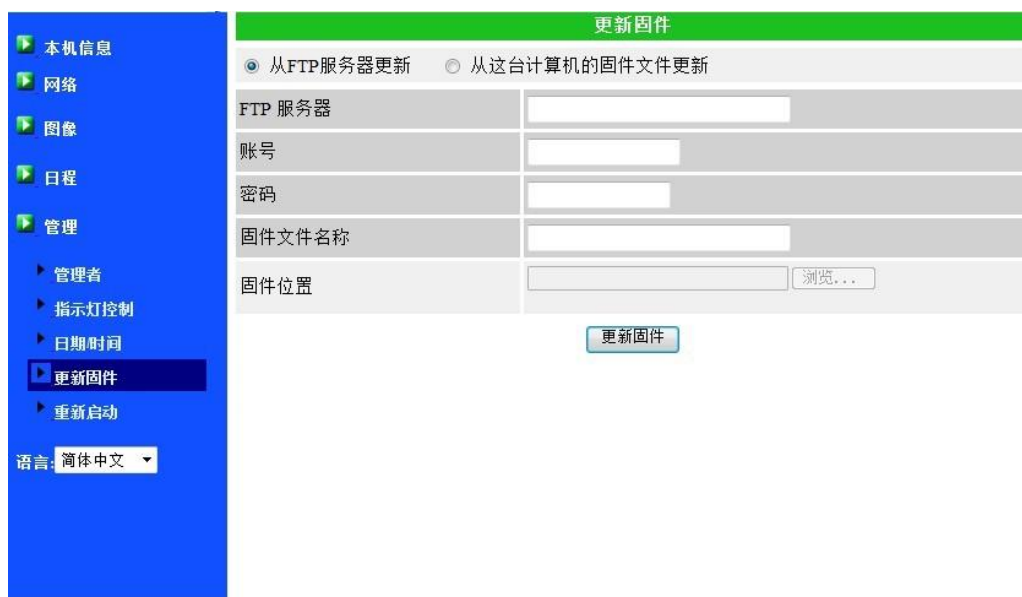 本机信息
网络
图像
日程
管理
管理者
指示灯控制
日期/时间
更新固件
重新启动
语言: 简体中文
更新固件
从FTP服务器更新 从这台计算机的固件文件更新
FTP 服务器
账号
密码
固件文件名称
固件位置 浏览...
更新固件